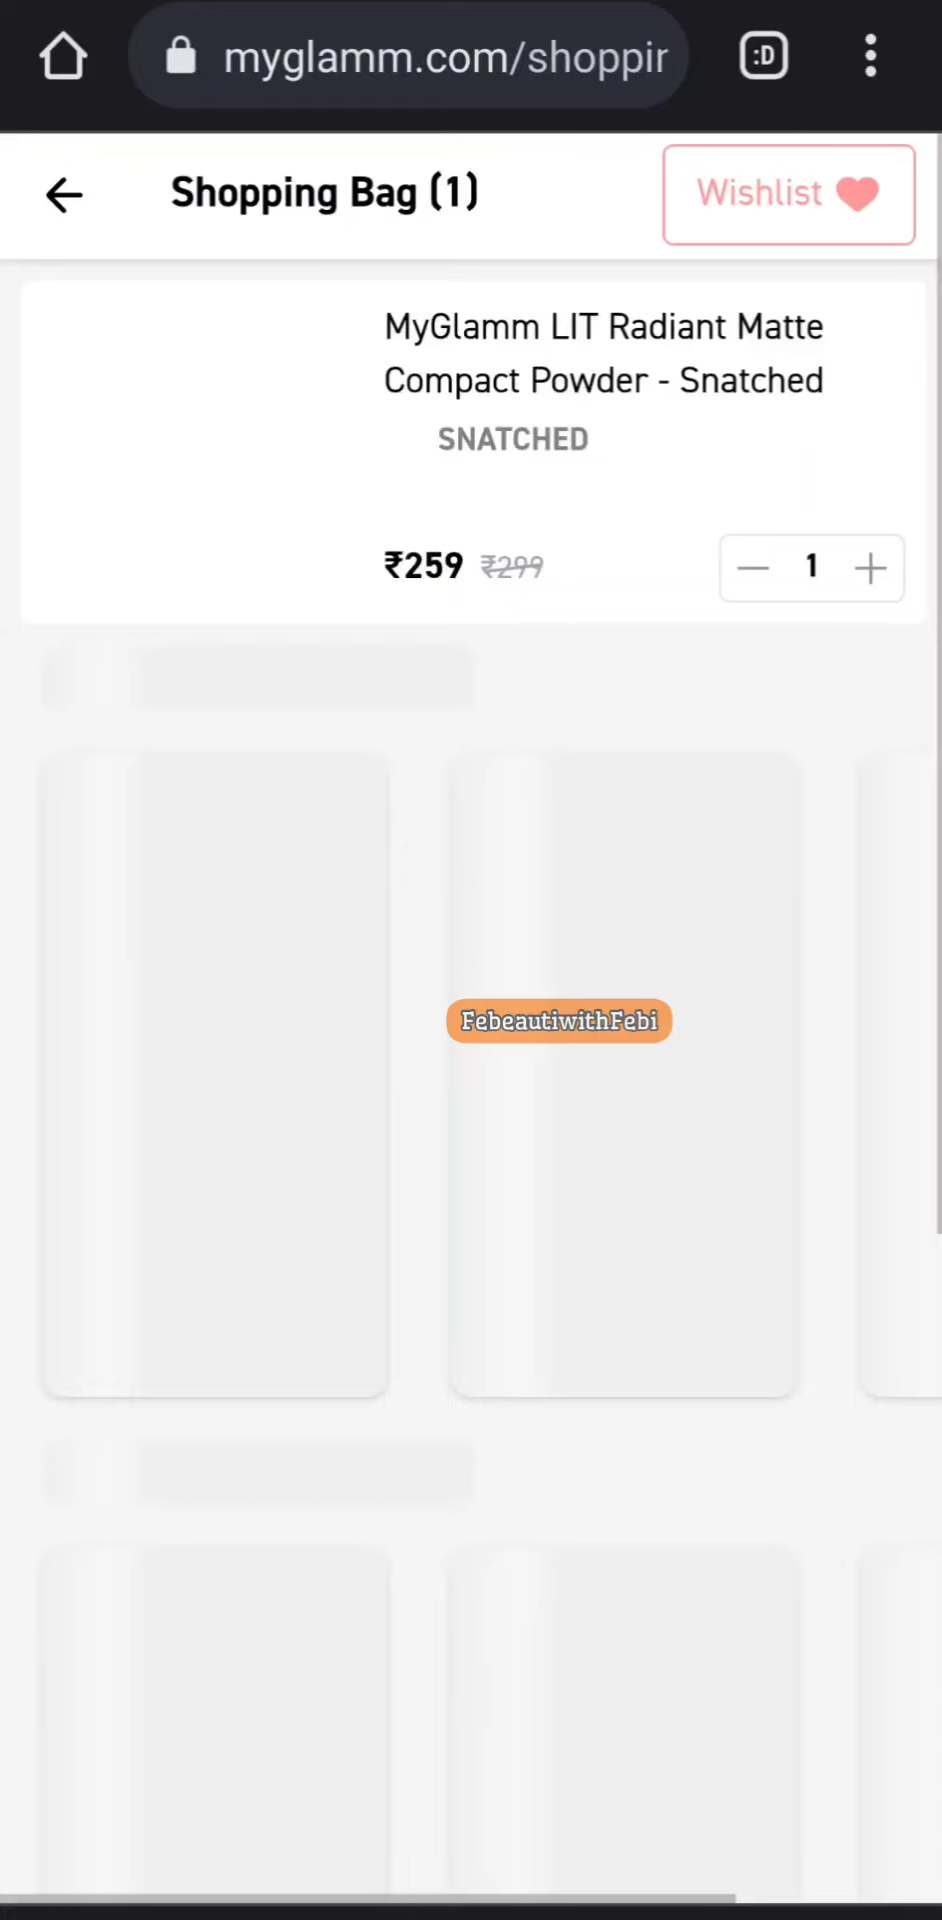 myglamm.com/shoppir
:D
Shopping Bag (1)
Wishlist
MyGlamm LIT Radiant Matte
Compact Powder - Snatched
SNATCHED
₹259 ₹299
1
FebeautiwithFebi